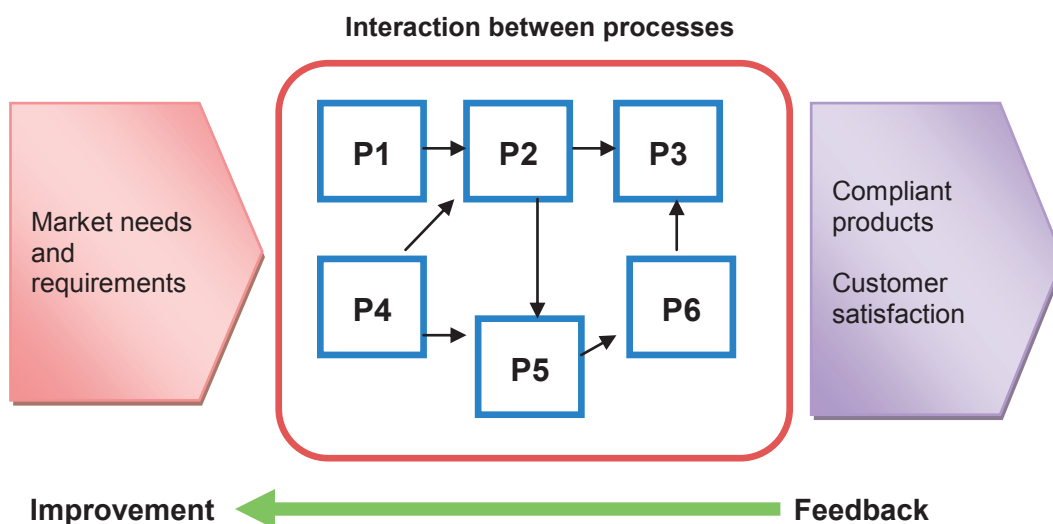 Interaction between processes
P1
P2
P3
Market needs
and
requirements
P4
P5
P6
Compliant
products
Customer
satisfaction
Improvement
Feedback